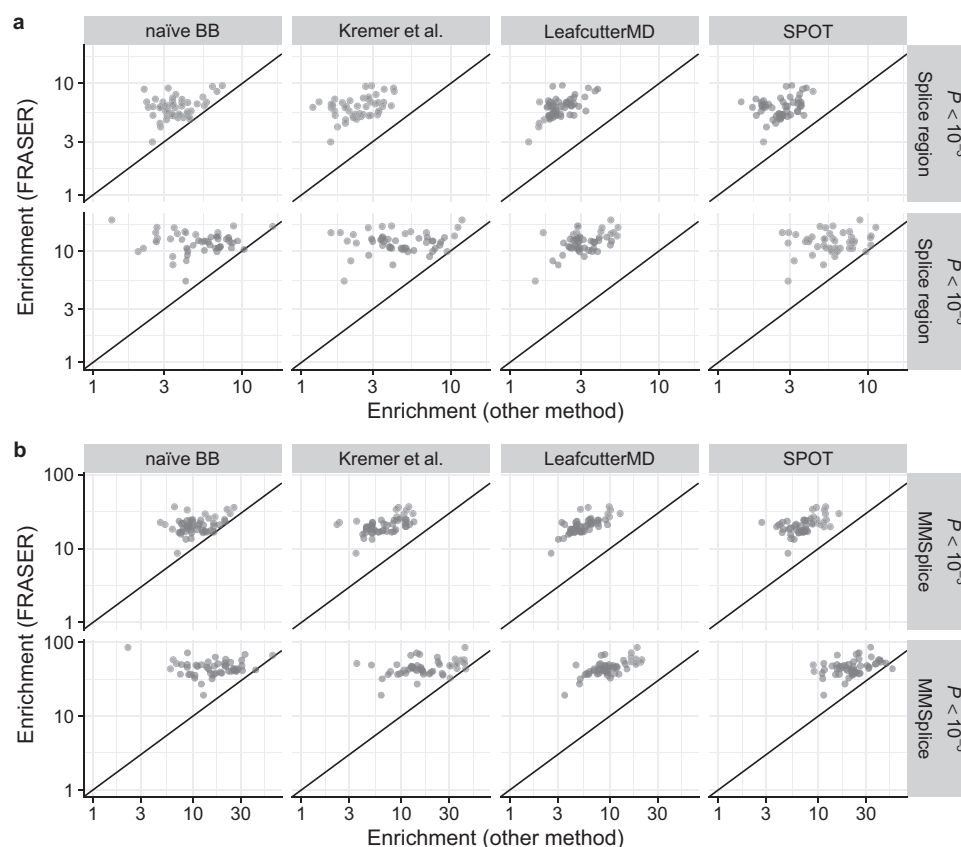 a
naïve BB
Kremer et al.
LeafcutterMD
SPOT
Enrichment (FRASER)
10
3
1
P < 10
Splice region
10
3
1
P < 10
Splice region
1 3 10
1 3 10
1 3 10
1 3 10
Enrichment (other method)
b
naïve BB
Kremer et al.
LeafcutterMD
SPOT
Enrichment (FRASER)
100
10
1
P < 10
MMSplice
100
10
1
P < 10
MMSplice
1 3 10 30
1 3 10 30
1 3 10 30
1 3 10 30
Enrichment (other method)